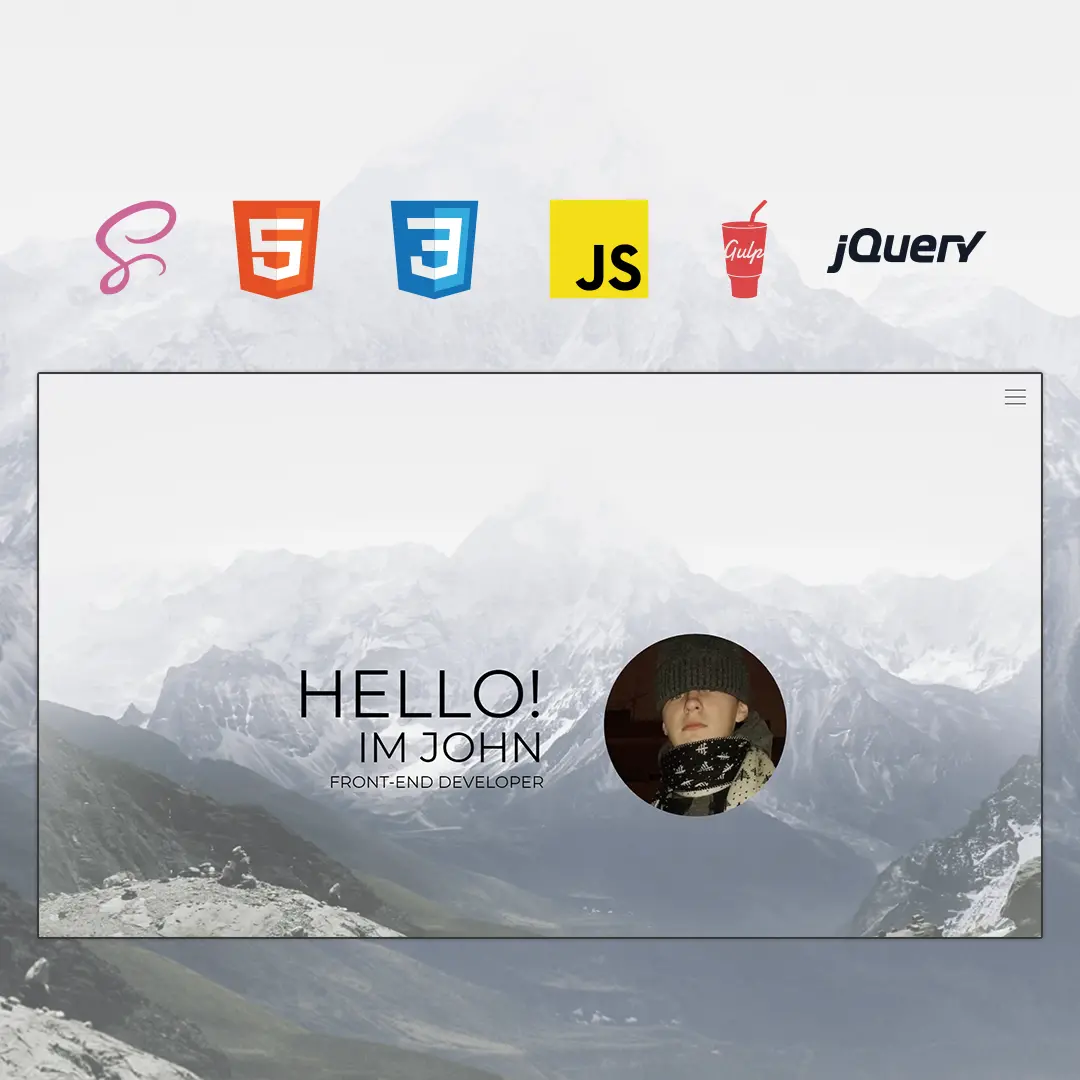 5
3
JS
Gulp
jQuery
HELLO!
IM JOHN
FRONT-END DEVELOPER